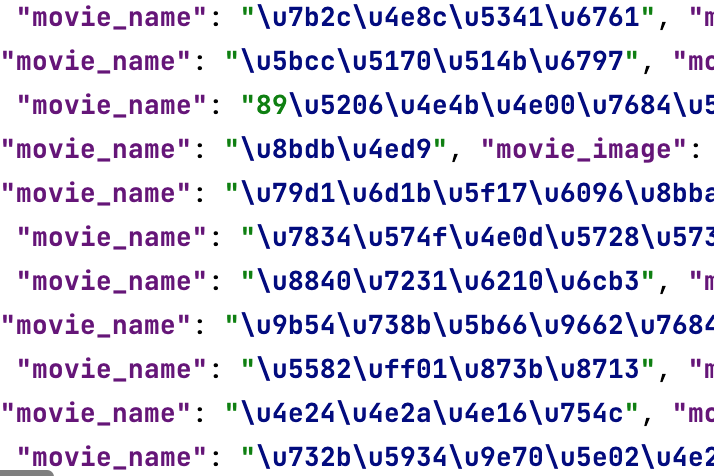 "movie_name": "\u7b2c\u4e8c\u5341\u6761", "m
"movie_name": "\u5bcc\u5170\u514b\u6797", "mo
"movie_name": "89\u5206\u4e4b\u4e00\u7684\u5
"movie_name": "\u8bdb\u4ed9", "movie_image":
"movie_name": "\u79d1\u6d1b\u5f17\u6096\u8bba
"movie_name": "\u7834\u574f\u4e0d\u5728\u573
"movie_name": "\u8840\u7231\u6210\u6cb3", "m
"movie_name": "\u9b54\u738b\u5b66\u9662\u7684
"movie_name": "\u5582\uff01\u873b\u8713", "m
"movie_name": "\u4e24\u4e2a\u4e16\u754c", "mo
"movie_name": "\u732b\u5934\u9e70\u5e02\u4e2